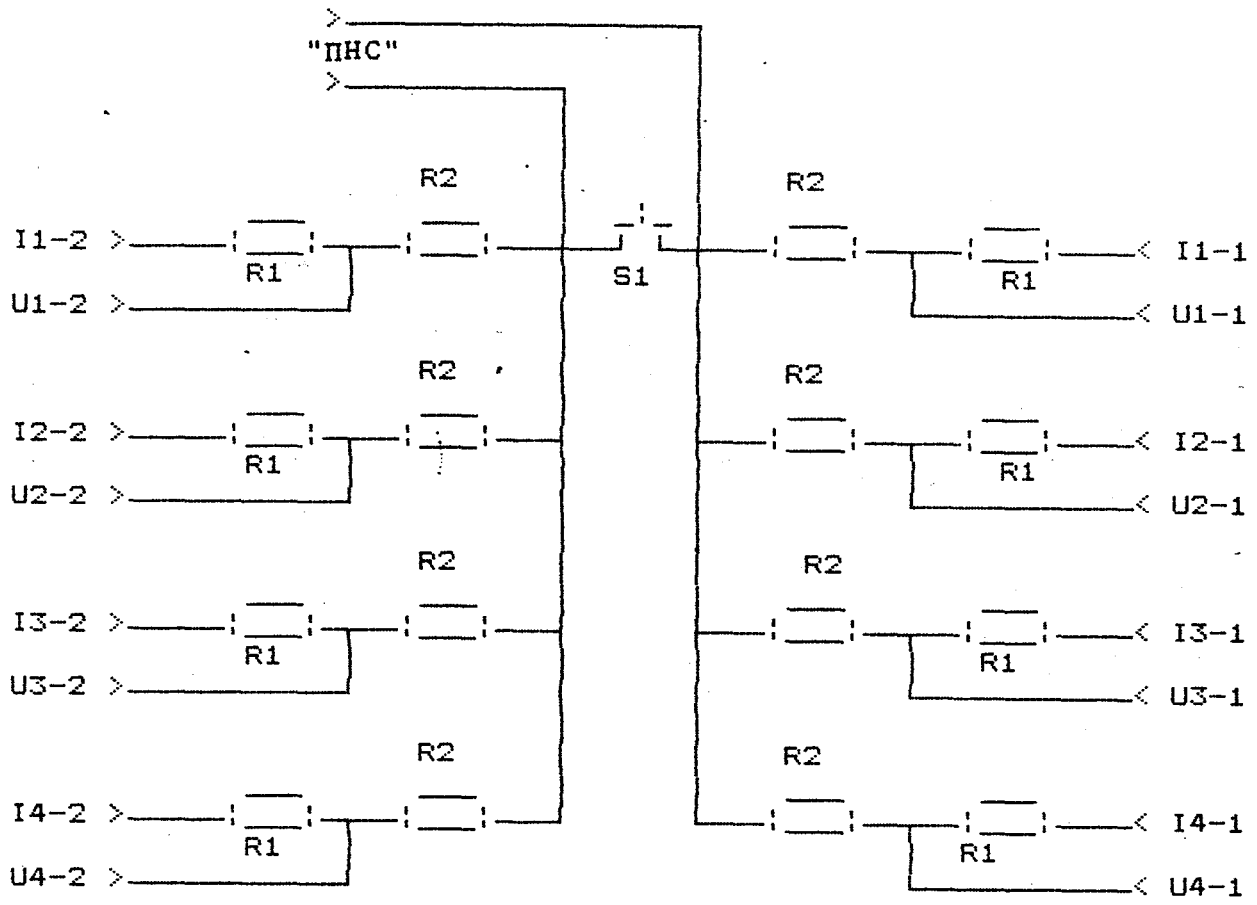 "ПНС"
R2 R2
I1-2 R1 S1 R1 I1-1
U1-2 U1-1
R2 R2
I2-2 R1 R1 I2-1
U2-2 U2-1
R2 R2
I3-2 R1 R1 I3-1
U3-2 U3-1
R2 R2
I4-2 R1 R1 I4-1
U4-2 U4-1